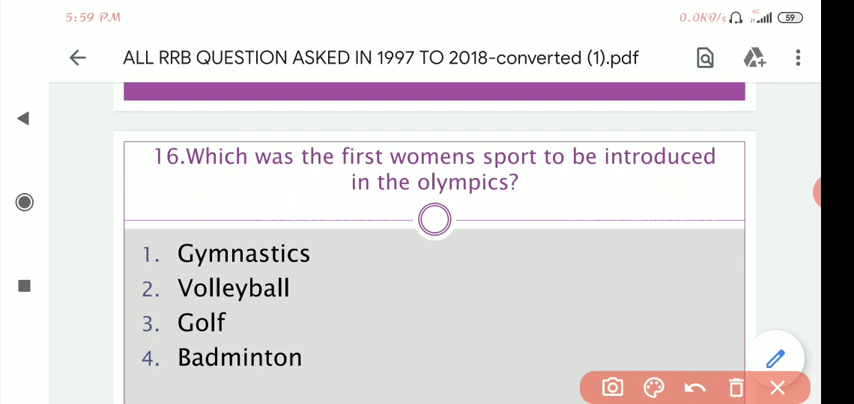 5:59 PM
0.0KB/s 4G 59
ALL RRB QUESTION ASKED IN 1997 TO 2018-converted (1).pdf
16.Which was the first womens sport to be introduced
in the olympics?
1. Gymnastics
2. Volleyball
3. Golf
4. Badminton